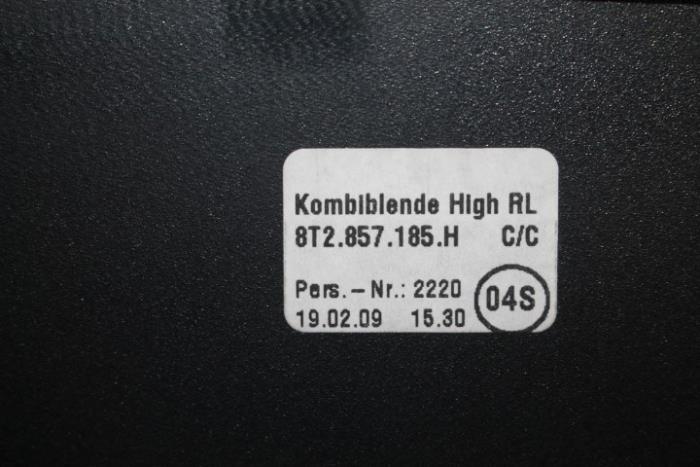 Kombiblende High RL
8T2.857.185.H C/C
Pers.-Nr.: 2220
04S
19.02.09 15.30